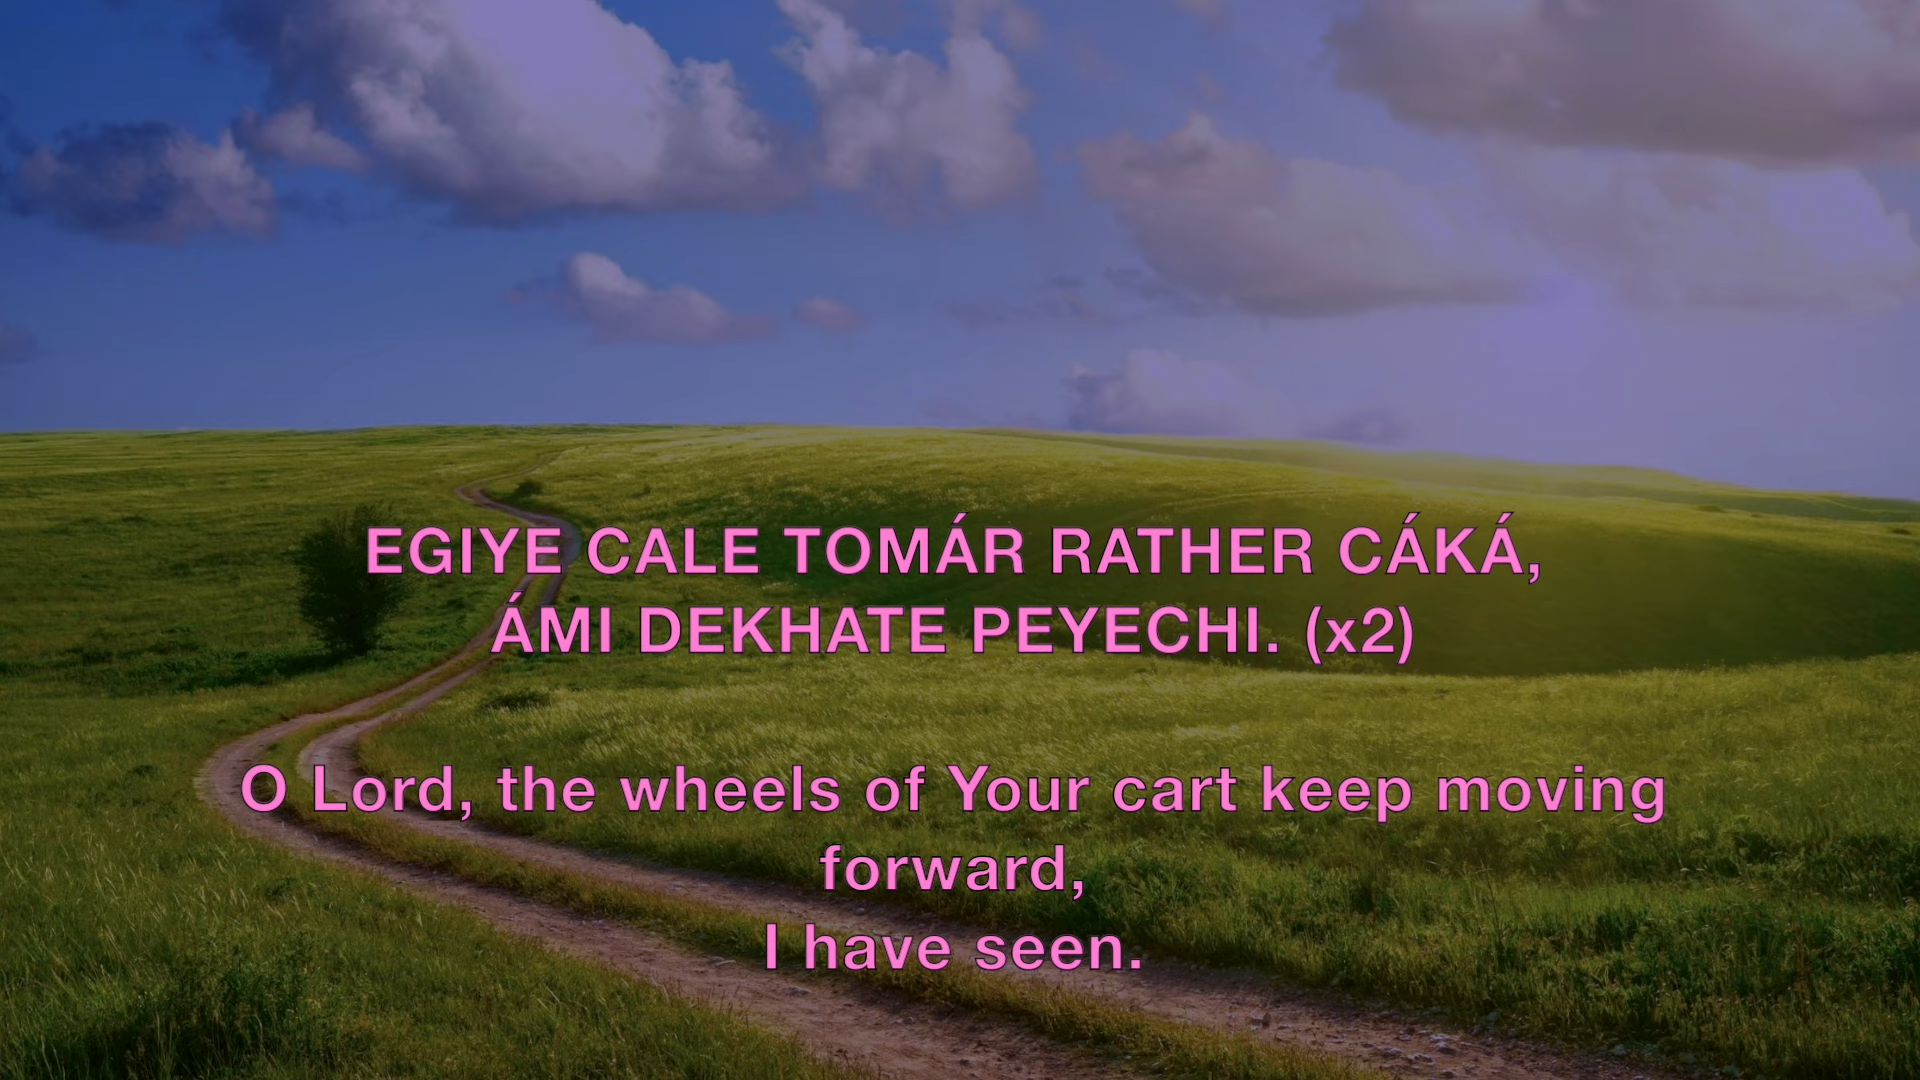 EGIYE CALE TOMÁR RATHER CÁKÁ,
ÁMI DEKHATE PEYECHI. (x2)
O Lord, the wheels of Your cart keep moving
forward,
I have seen.